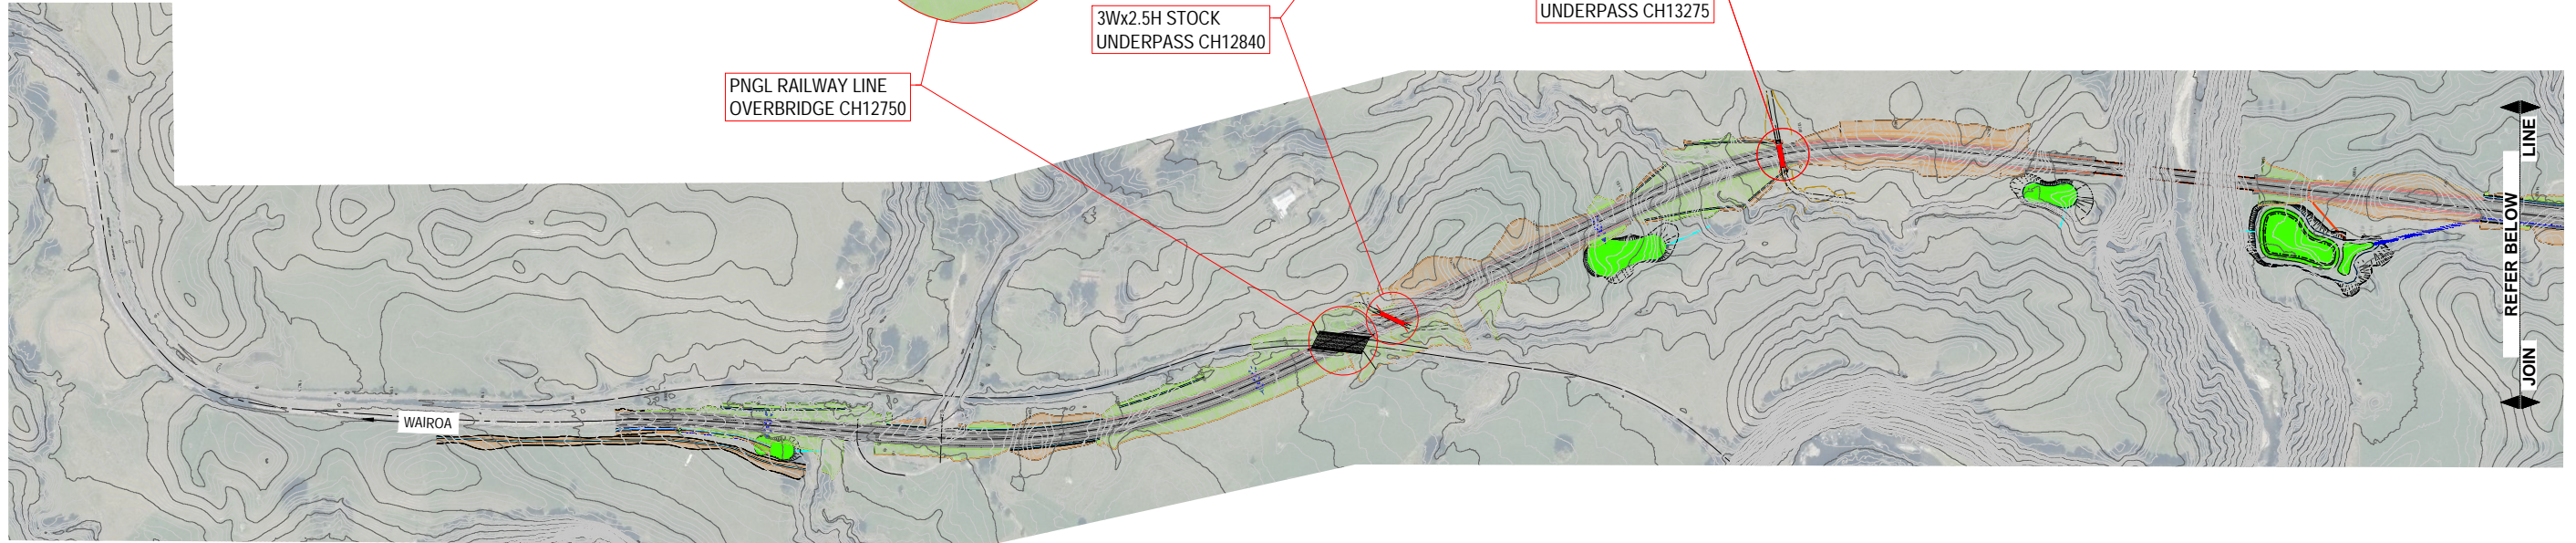 3Wx2.5H STOCK
UNDERPASS CH12840
UNDERPASS CH13275
PNGL RAILWAY LINE
OVERBRIDGE CH12750
WAIROA
JOIN REFER BELOW LINE